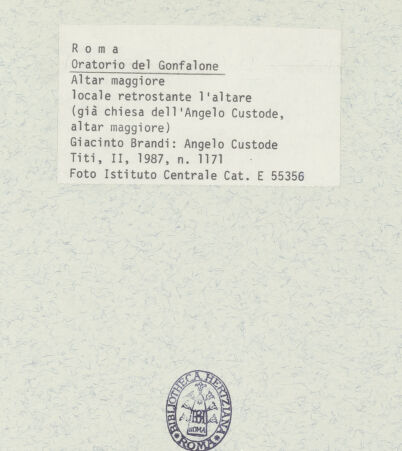 R o m a
Oratorio del Gonfalone
Altar maggiore
locale retrostante l'altare
(già chiesa dell'Angelo Custode,
altar maggiore)
Giacinto Brandi: Angelo Custode
Titi, II, 1987, n. 1171
Foto Istituto Centrale Cat. E 55356
BIBLIOTHECA HERTZIANA
ROMA
ROMA